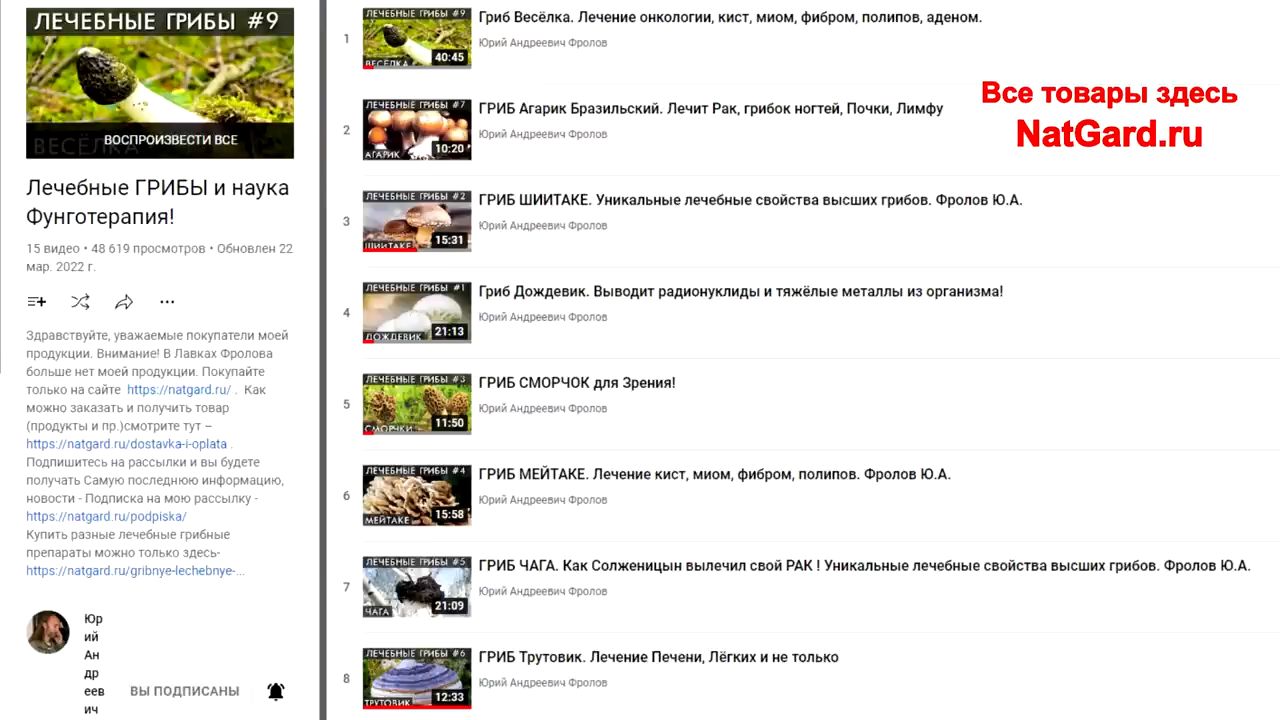 ЛЕЧЕБНЫЕ ГРИБЫ #9
ВЕСЁЛКА
ВОСПРОИЗВЕСТИ ВСЕ
Лечебные ГРИБЫ и наука
Фунготерапия!
15 видео • 48 619 просмотров • Обновлен 22
мар. 2022 г.
Здравствуйте, уважаемые покупатели моей
продукции. Внимание! В Лавках Фролова
больше нет моей продукции. Покупайте
только на сайте https://natgard.ru/ . Как
можно заказать и получить товар
(продукты и пр.)смотрите тут –
https://natgard.ru/dostavka-i-oplata .
Подпишитесь на рассылки и вы будете
получать Самую последнюю информацию,
новости - Подписка на мою рассылку -
https://natgard.ru/podpiska/
Купить разные лечебные грибные
препараты можно только здесь-
https://natgard.ru/gribnye-lechebnye-...
Юр
ий
Ан
др
еев
ич
ВЫ ПОДПИСАНЫ
1
ЛЕЧЕБНЫЕ ГРИБЫ #9
ВЕСЁЛКА
40:45
Гриб Весёлка. Лечение онкологии, кист, миом, фибром, полипов, аденом.
Юрий Андреевич Фролов
Все товары здесь
NatGard.ru
2
ЛЕЧЕБНЫЕ ГРИБЫ #7
АГАРИК
10:20
ГРИБ Агарик Бразильский. Лечит Рак, грибок ногтей, Почки, Лимфу
Юрий Андреевич Фролов
3
ЛЕЧЕБНЫЕ ГРИБЫ #2
ШИИТАКЕ
15:31
ГРИБ ШИИТАКЕ. Уникальные лечебные свойства высших грибов. Фролов Ю.А.
Юрий Андреевич Фролов
4
ЛЕЧЕБНЫЕ ГРИБЫ #1
ДОЖДЕВИК
21:13
Гриб Дождевик. Выводит радионуклиды и тяжёлые металлы из организма!
Юрий Андреевич Фролов
5
ЛЕЧЕБНЫЕ ГРИБЫ #3
СМОРЧКИ
11:50
ГРИБ СМОРЧОК для Зрения!
Юрий Андреевич Фролов
6
ЛЕЧЕБНЫЕ ГРИБЫ #4
МЕЙТАКЕ
15:58
ГРИБ МЕЙТАКЕ. Лечение кист, миом, фибром, полипов. Фролов Ю.А.
Юрий Андреевич Фролов
7
ЛЕЧЕБНЫЕ ГРИБЫ #5
ЧАГА
21:09
ГРИБ ЧАГА. Как Солженицын вылечил свой РАК ! Уникальные лечебные свойства высших грибов. Фролов Ю.А.
Юрий Андреевич Фролов
8
ЛЕЧЕБНЫЕ ГРИБЫ #6
ТРУТОВИК
12:33
ГРИБ Трутовик. Лечение Печени, Лёгких и не только
Юрий Андреевич Фролов